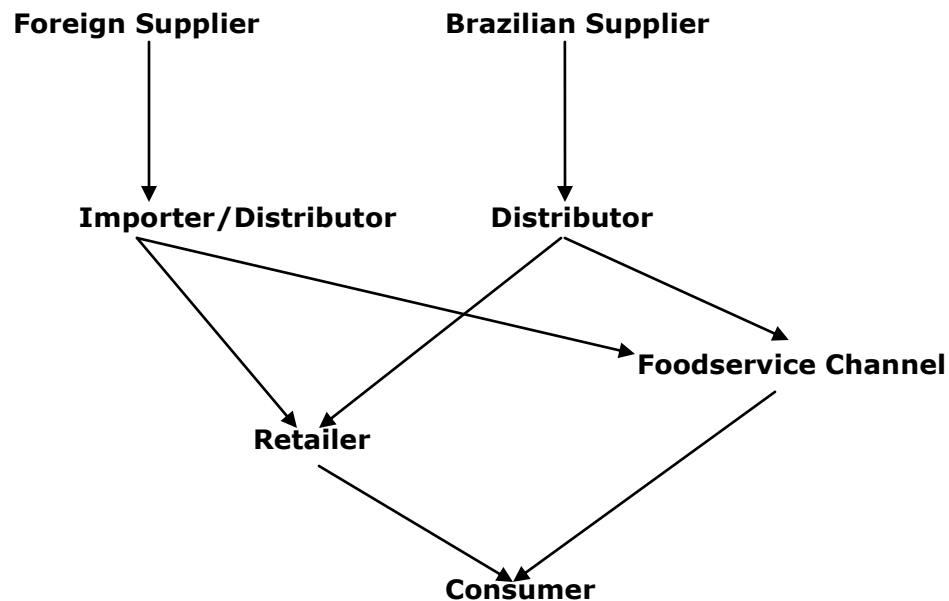 Foreign Supplier
Brazilian Supplier
Importer/Distributor
Distributor
Foodservice Channel
Retailer
Consumer